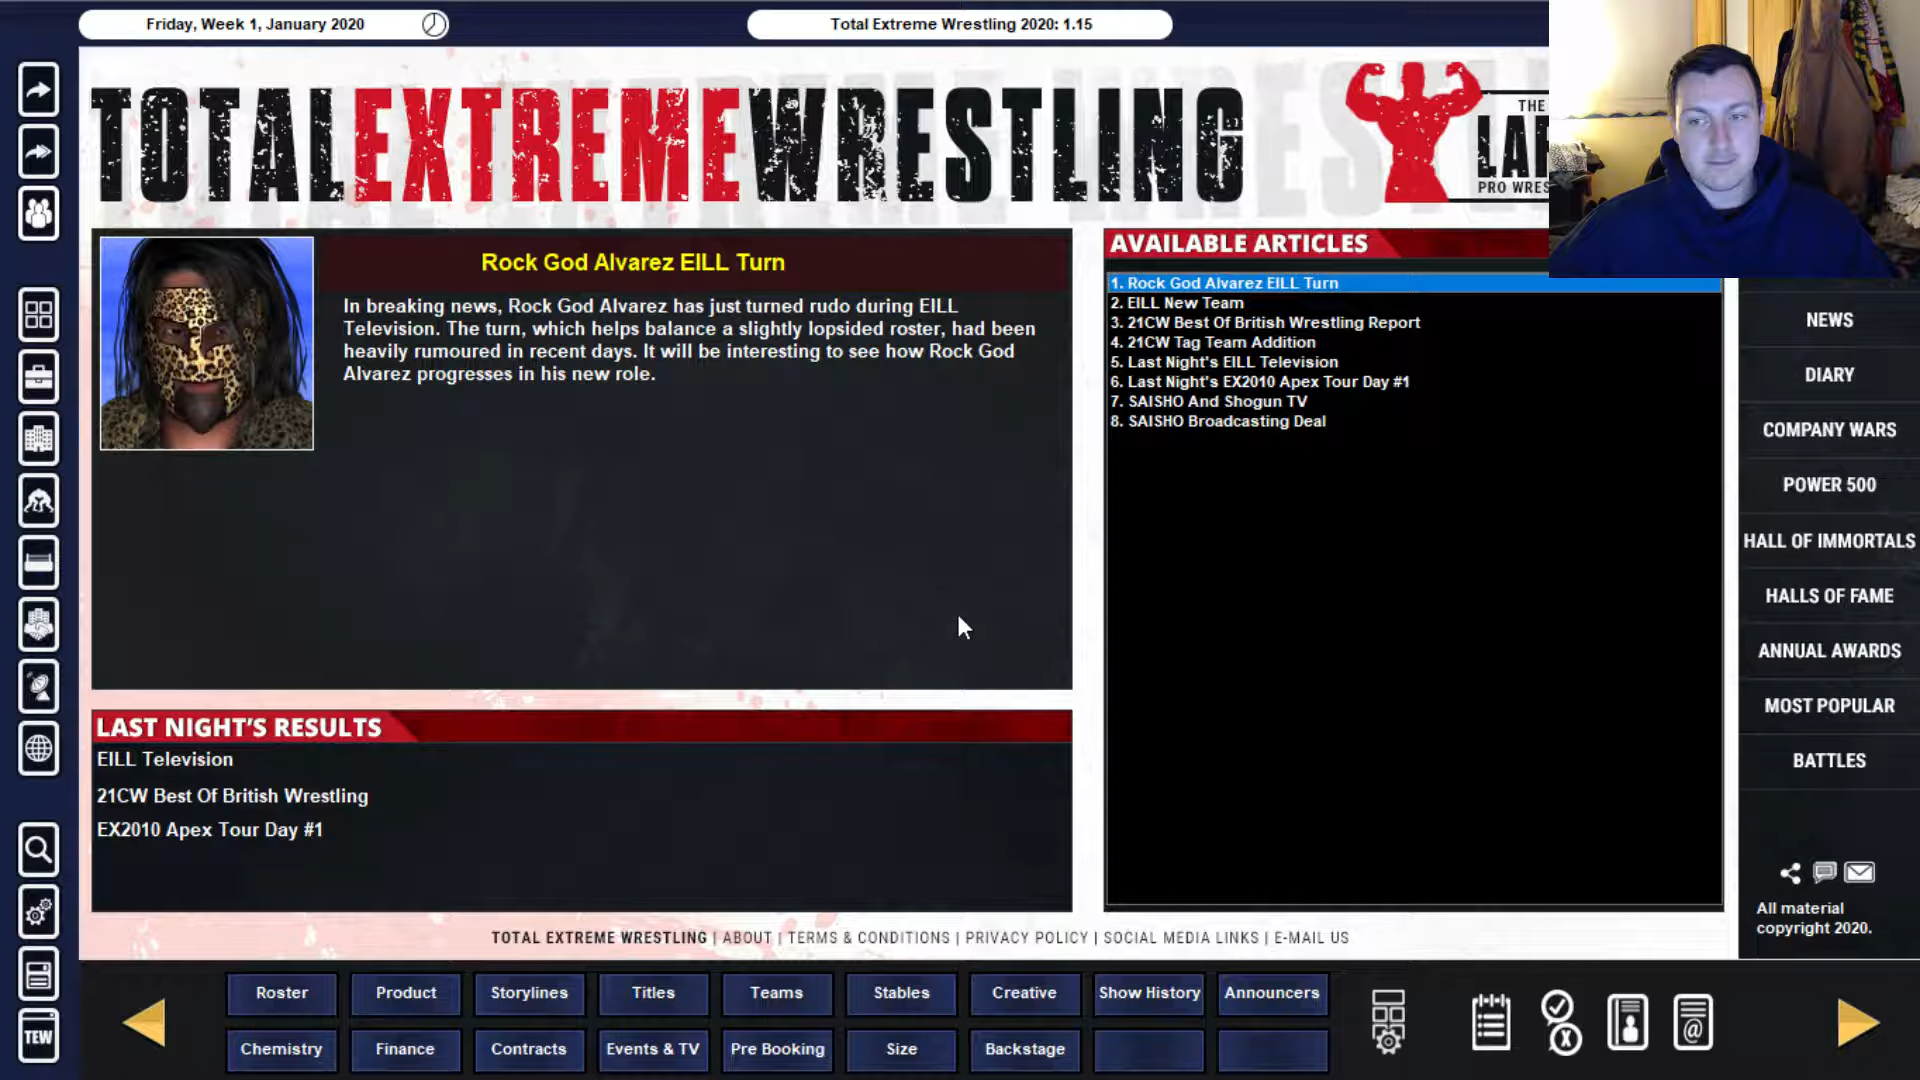 Friday, Week 1, January 2020
Total Extreme Wrestling 2020: 1.15
TOTALEXTREMEWRESTLING
THE
PRO WRES
Rock God Alvarez EILL Turn
In breaking news, Rock God Alvarez has just turned rudo during EILL
Television. The turn, which helps balance a slightly lopsided roster, had been
heavily rumoured in recent days. It will be interesting to see how Rock God
Alvarez progresses in his new role.
AVAILABLE ARTICLES
1. Rock God Alvarez EILL Turn
2. EILL New Team
3. 21CW Best Of British Wrestling Report
4. 21CW Tag Team Addition
5. Last Night's EILL Television
6. Last Night's EX2010 Apex Tour Day #1
7. SAISHO And Shogun TV
8. SAISHO Broadcasting Deal
NEWS
DIARY
COMPANY WARS
POWER 500
HALL OF IMMORTALS
HALLS OF FAME
ANNUAL AWARDS
MOST POPULAR
BATTLES
All material
copyright 2020.
LAST NIGHT'S RESULTS
EILL Television
21CW Best Of British Wrestling
EX2010 Apex Tour Day #1
TOTAL EXTREME WRESTLING | ABOUT | TERMS & CONDITIONS | PRIVACY POLICY | SOCIAL MEDIA LINKS | E-MAIL US
Roster Product Storylines Titles Teams Stables Creative Show History Announcers
Chemistry Finance Contracts Events & TV Pre Booking Size Backstage
TEW